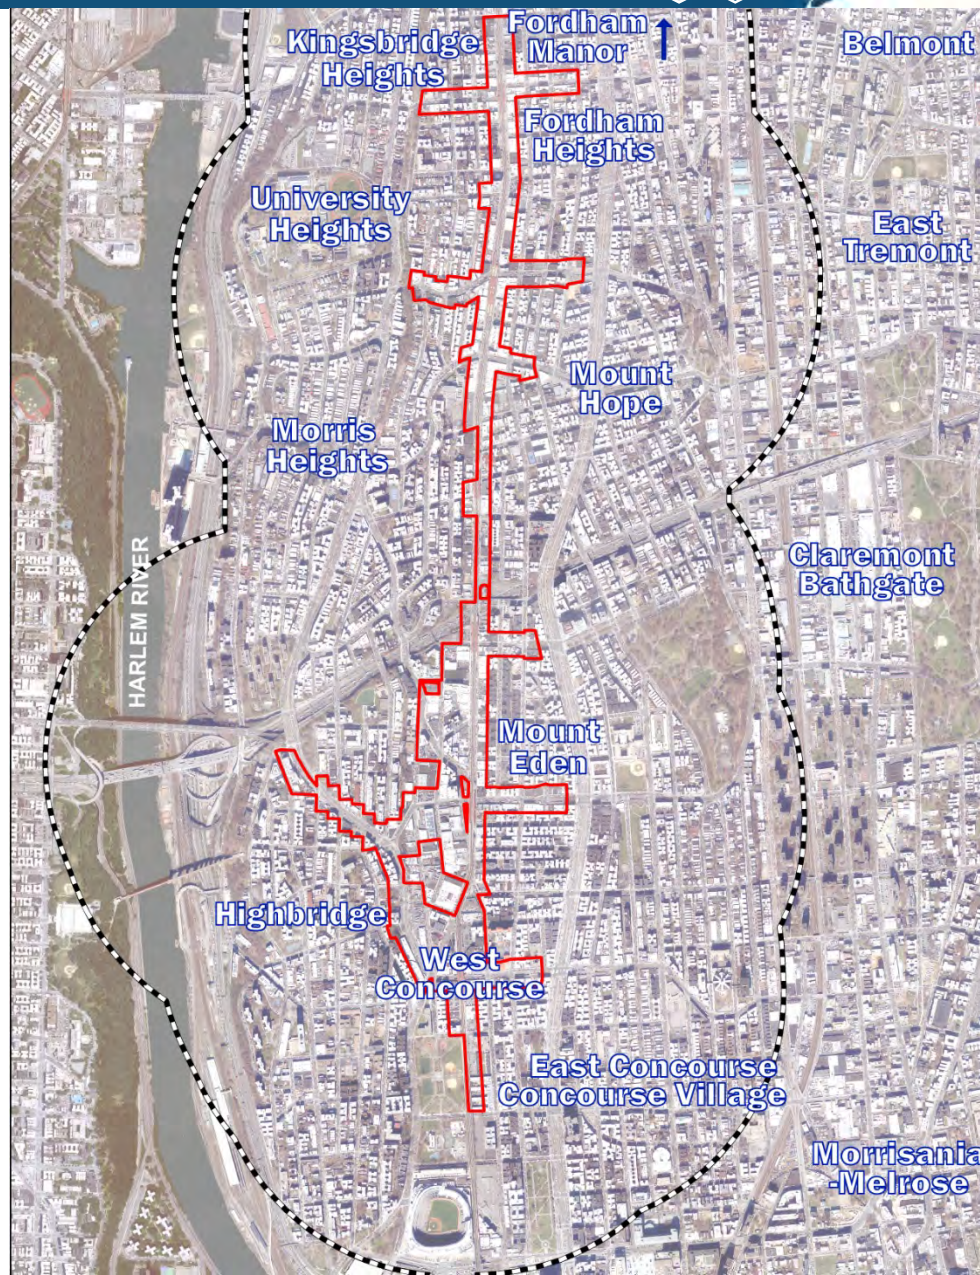 Kingsbridge
Heights
Fordham
Manor
Belmont
Fordham
Heights
University
Heights
East
Tremont
Mount
Hope
Morris
Heights
HARLEM RIVER
Claremont
Bathgate
Mount
Eden
Highbridge
West
Concourse
East Concourse
Concourse Village
Morrisania
-Melrose